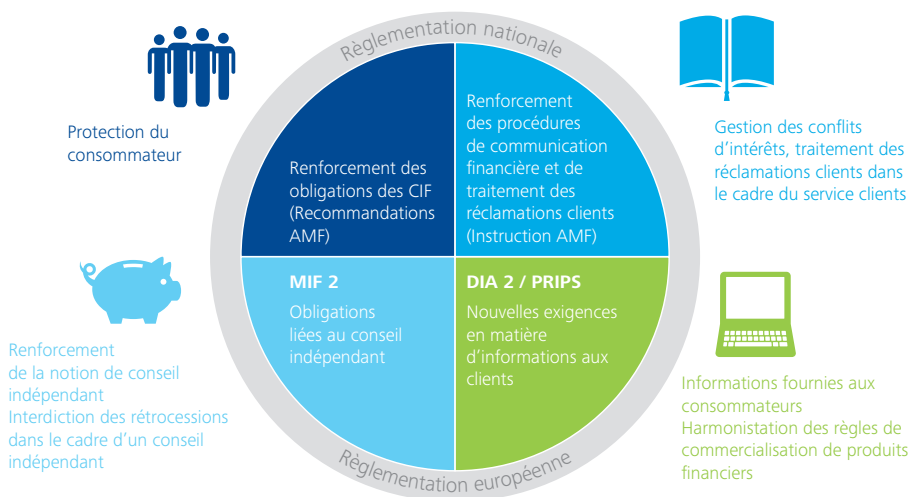 Règlementation nationale
Protection du
consommateur
Renforcement des
obligations des CIF
(Recommandations
AMF)
Renforcement
des procédures
de communication
financière et de
traitement des
réclamations clients
(Instruction AMF)
Gestion des conflits
d'intérêts, traitement des
réclamations clients dans
le cadre du service clients
Renforcement
de la notion de conseil
indépendant
Interdiction des rétrocessions
dans le cadre d'un conseil
indépendant
MIF 2
Obligations
liées au conseil
indépendant
DIA 2 / PRIPS
Nouvelles exigences
en matière
d'informations aux
clients
Informations fournies aux
consommateurs
Harmonistation des règles de
commercialisation de produits
financiers
Règlementation européenne